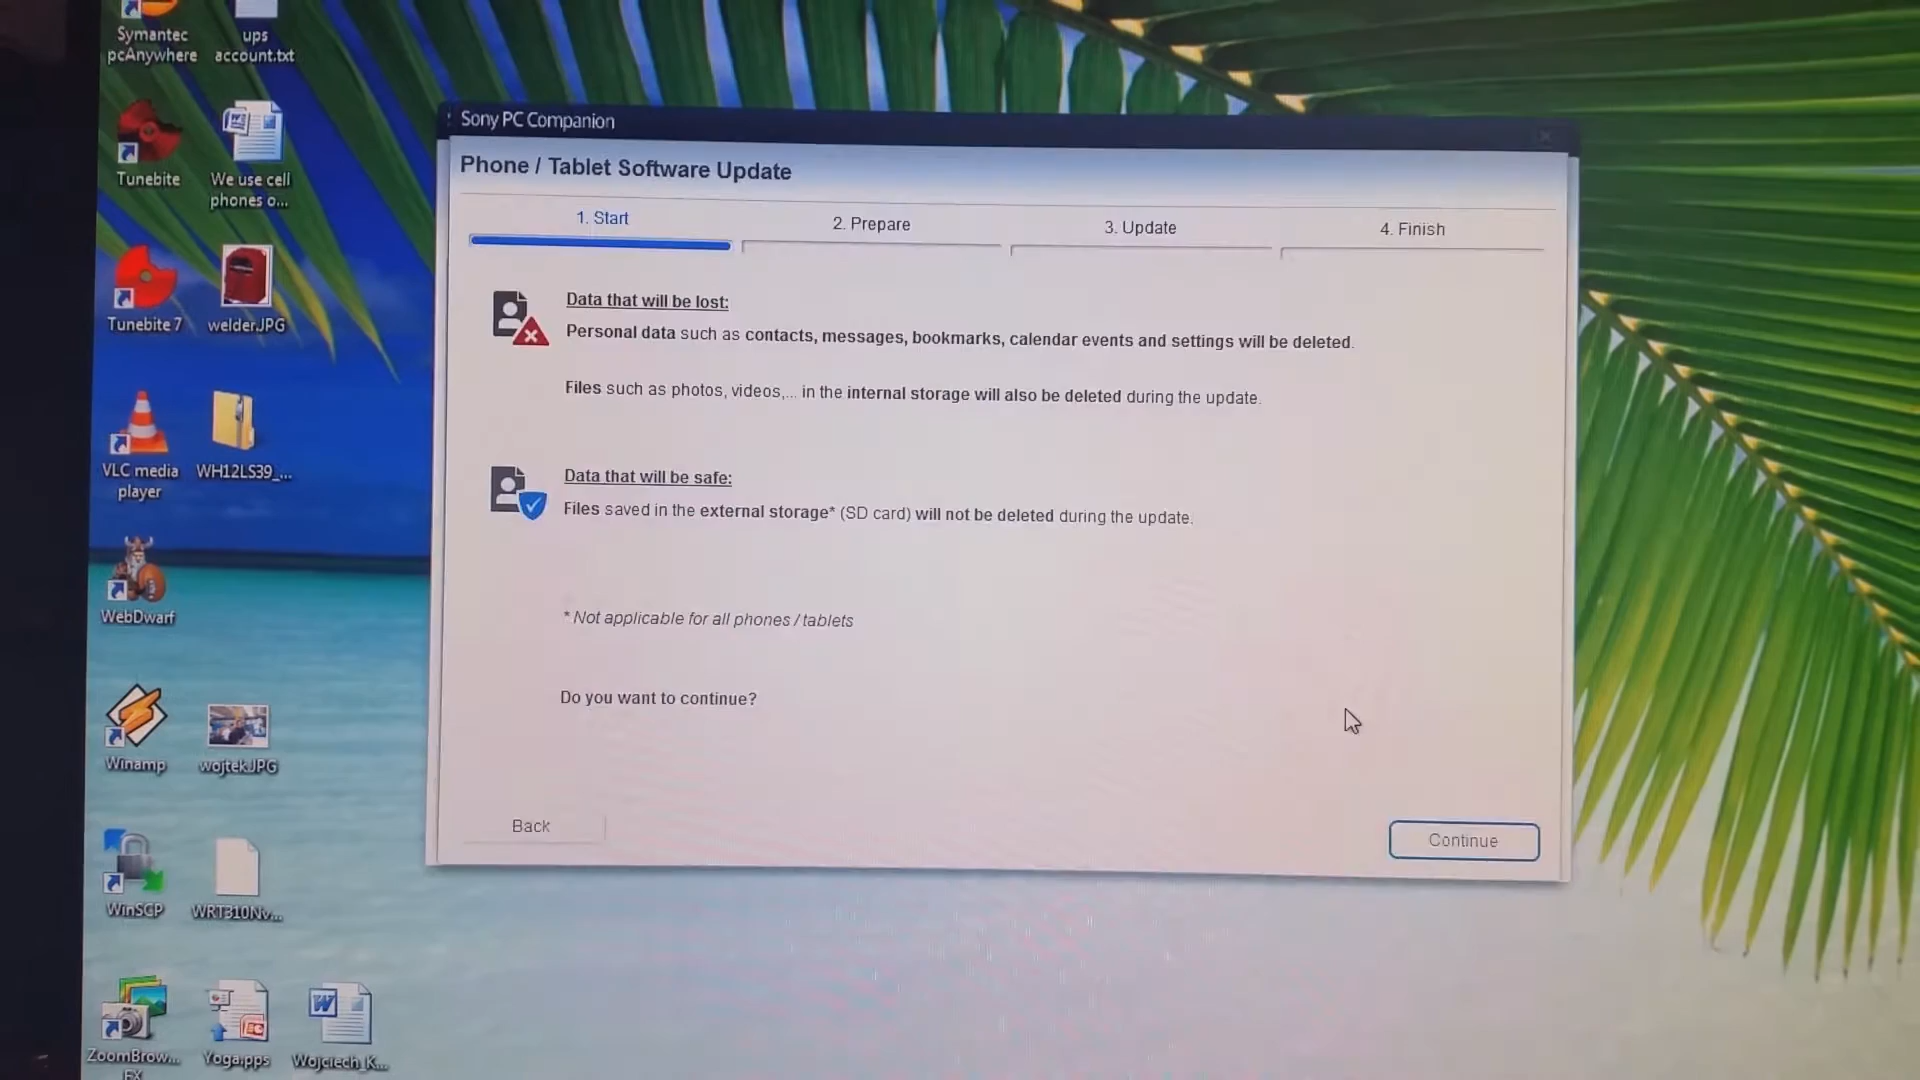 Symantec
pcAnywhere
ups
account.txt
Tunebite
We use cell
phones o...
Tunebite 7
welder.JPG
VLC media
player
WH12LS39_...
WebDwarf
Winamp
wojtek.JPG
WinSCP
WRT310Nv...
ZoomBrow...
EX
Yoga.pps
Wojciech_K...
Sony PC Companion
Phone / Tablet Software Update
1. Start
2. Prepare
3. Update
4. Finish
Data that will be lost:
Personal data such as contacts, messages, bookmarks, calendar events and settings will be deleted.
Files such as photos, videos,... in the internal storage will also be deleted during the update.
Data that will be safe:
Files saved in the external storage* (SD card) will not be deleted during the update.
* Not applicable for all phones / tablets
Do you want to continue?
Back
Continue